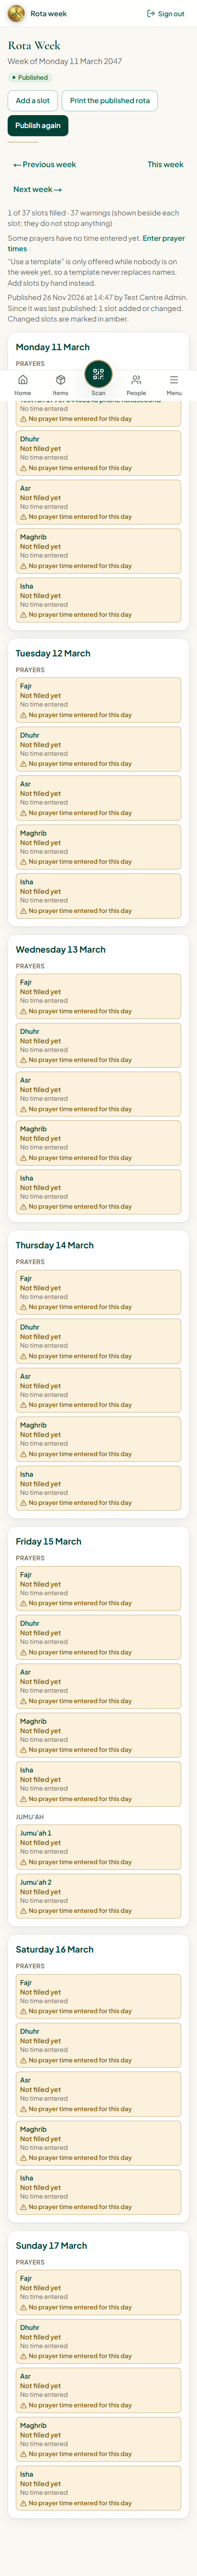 Rota week
Sign out
Rota Week
Week of Monday 11 March 2047
Published
Add a slot
Print the published rota
Publish again
← Previous week
This week
Next week →
1 of 37 slots filled · 37 warnings (shown beside each
slot; they do not stop anything)
Some prayers have no time entered yet. Enter prayer
times
"Use a template" is only offered while nobody is on
the week yet, so a template never replaces names.
Add slots by hand instead.
Published 26 Nov 2026 at 14:47 by Test Centre Admin.
Since it was last published: 1 slot added or changed.
Changed slots are marked in amber.
Monday 11 March
PRAYERS
Home
Items
Scan
People
Menu
No time entered
No prayer time entered for this day
Dhuhr
Not filled yet
No time entered
No prayer time entered for this day
Asr
Not filled yet
No time entered
No prayer time entered for this day
Maghrib
Not filled yet
No time entered
No prayer time entered for this day
Isha
Not filled yet
No time entered
No prayer time entered for this day
Tuesday 12 March
PRAYERS
Fajr
Not filled yet
No time entered
No prayer time entered for this day
Dhuhr
Not filled yet
No time entered
No prayer time entered for this day
Asr
Not filled yet
No time entered
No prayer time entered for this day
Maghrib
Not filled yet
No time entered
No prayer time entered for this day
Isha
Not filled yet
No time entered
No prayer time entered for this day
Wednesday 13 March
PRAYERS
Fajr
Not filled yet
No time entered
No prayer time entered for this day
Dhuhr
Not filled yet
No time entered
No prayer time entered for this day
Asr
Not filled yet
No time entered
No prayer time entered for this day
Maghrib
Not filled yet
No time entered
No prayer time entered for this day
Isha
Not filled yet
No time entered
No prayer time entered for this day
Thursday 14 March
PRAYERS
Fajr
Not filled yet
No time entered
No prayer time entered for this day
Dhuhr
Not filled yet
No time entered
No prayer time entered for this day
Asr
Not filled yet
No time entered
No prayer time entered for this day
Maghrib
Not filled yet
No time entered
No prayer time entered for this day
Isha
Not filled yet
No time entered
No prayer time entered for this day
Friday 15 March
PRAYERS
Fajr
Not filled yet
No time entered
No prayer time entered for this day
Dhuhr
Not filled yet
No time entered
No prayer time entered for this day
Asr
Not filled yet
No time entered
No prayer time entered for this day
Maghrib
Not filled yet
No time entered
No prayer time entered for this day
Isha
Not filled yet
No time entered
No prayer time entered for this day
JUMU'AH
Jumu'ah 1
Not filled yet
No time entered
No prayer time entered for this day
Jumu'ah 2
Not filled yet
No time entered
No prayer time entered for this day
Saturday 16 March
PRAYERS
Fajr
Not filled yet
No time entered
No prayer time entered for this day
Dhuhr
Not filled yet
No time entered
No prayer time entered for this day
Asr
Not filled yet
No time entered
No prayer time entered for this day
Maghrib
Not filled yet
No time entered
No prayer time entered for this day
Isha
Not filled yet
No time entered
No prayer time entered for this day
Sunday 17 March
PRAYERS
Fajr
Not filled yet
No time entered
No prayer time entered for this day
Dhuhr
Not filled yet
No time entered
No prayer time entered for this day
Asr
Not filled yet
No time entered
No prayer time entered for this day
Maghrib
Not filled yet
No time entered
No prayer time entered for this day
Isha
Not filled yet
No time entered
No prayer time entered for this day